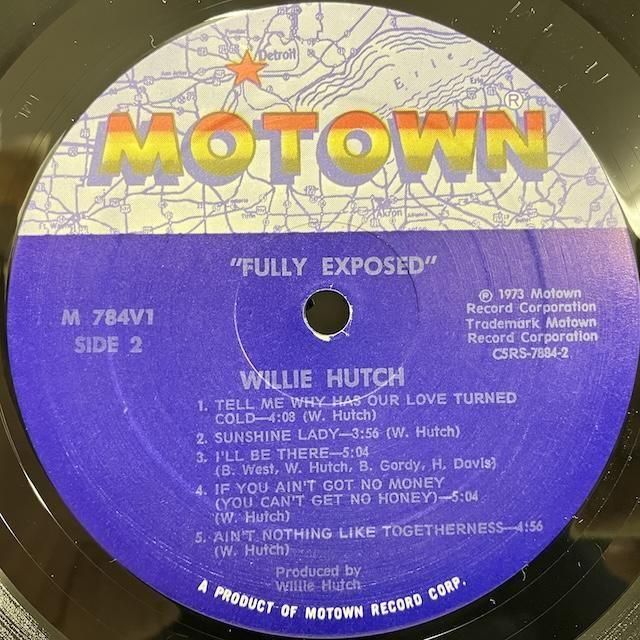 Detroit
Erie
Erie
MOTOWN®
Akron
"FULLY EXPOSED"
M 784V1
SIDE 2
℗ 1973 Motown
Record Corporation
Trademark Motown
Record Corporation
C5RS-7884-2
WILLIE HUTCH
1. TELL ME WHY HAS OUR LOVE TURNED
COLD—4:08 (W. Hutch)
2. SUNSHINE LADY—3:56 (W. Hutch)
3. I'LL BE THERE—5:04
(B. West, W. Hutch, B. Gordy, H. Davis)
4. IF YOU AIN'T GOT NO MONEY
(YOU CAN'T GET NO HONEY)—5:04
(W. Hutch)
5. AIN'T NOTHING LIKE TOGETHERNESS—4:56
(W. Hutch)
Produced by
Willie Hutch
A PRODUCT OF MOTOWN RECORD CORP.